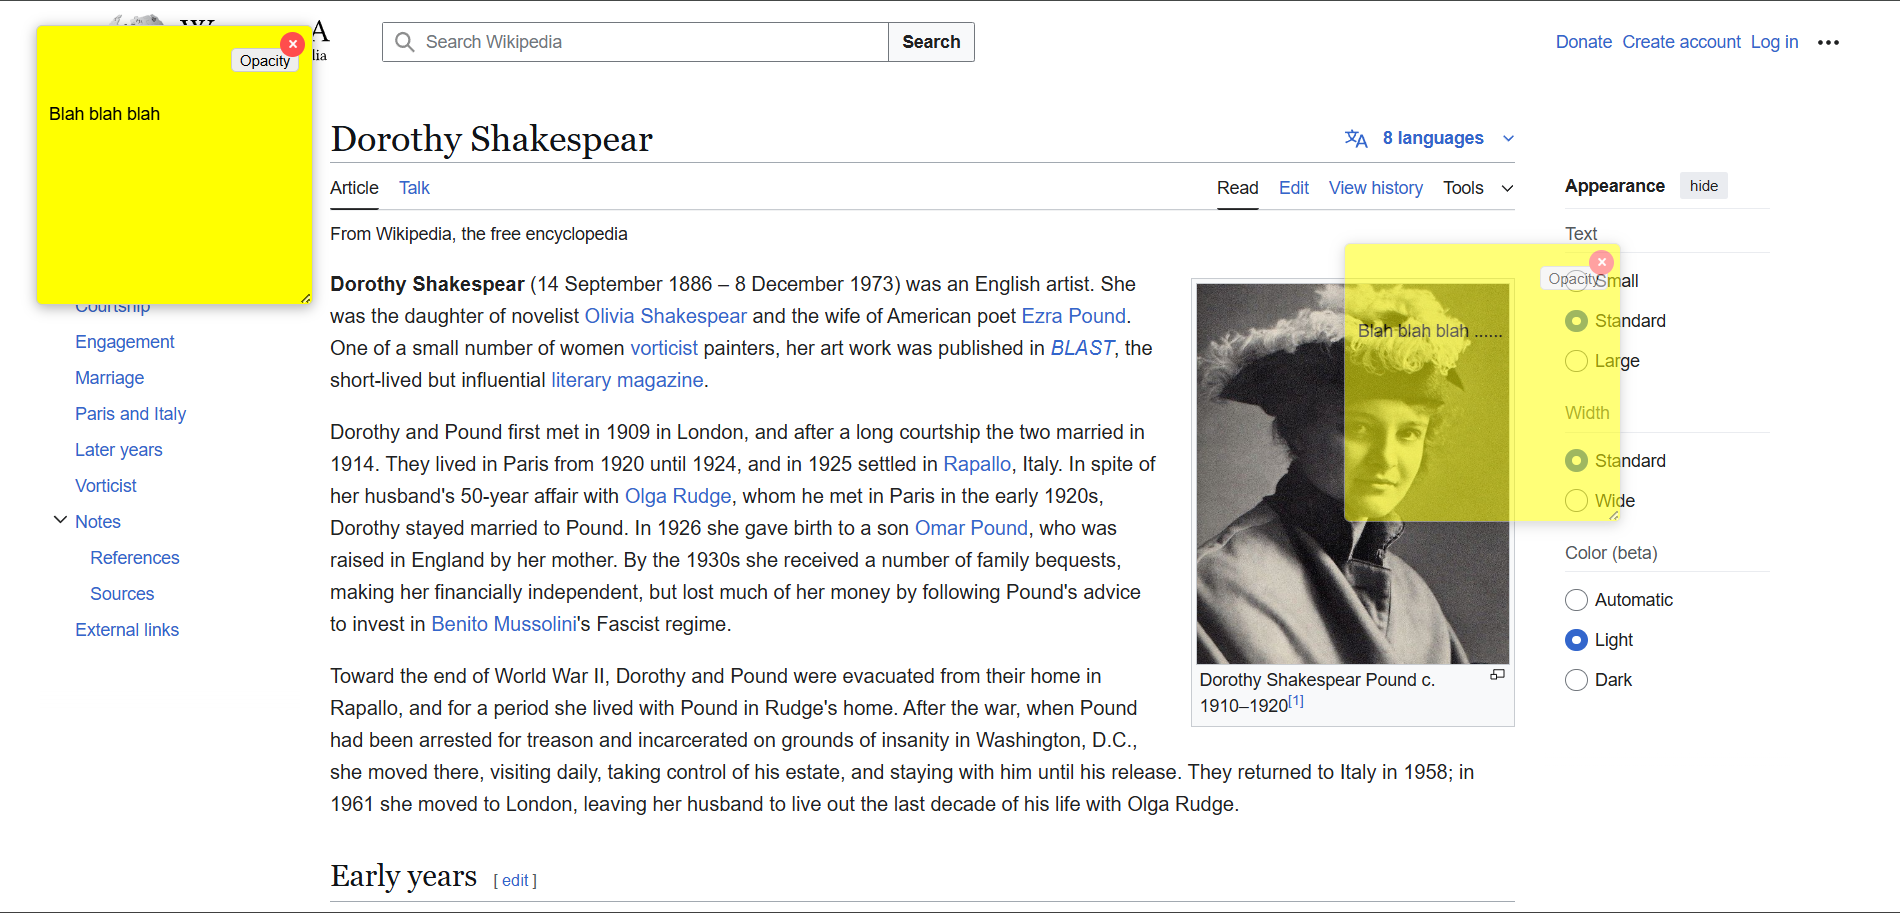 Search Wikipedia
Search
Donate Create account Log in
Opacity
Blah blah blah
Dorothy Shakespear
8 languages
Article Talk
Read Edit View history Tools
From Wikipedia, the free encyclopedia
Dorothy Shakespear (14 September 1886 – 8 December 1973) was an English artist. She
was the daughter of novelist Olivia Shakespear and the wife of American poet Ezra Pound.
One of a small number of women vorticist painters, her art work was published in BLAST, the
short-lived but influential literary magazine.
Dorothy and Pound first met in 1909 in London, and after a long courtship the two married in
1914. They lived in Paris from 1920 until 1924, and in 1925 settled in Rapallo, Italy. In spite of
her husband's 50-year affair with Olga Rudge, whom he met in Paris in the early 1920s,
Dorothy stayed married to Pound. In 1926 she gave birth to a son Omar Pound, who was
raised in England by her mother. By the 1930s she received a number of family bequests,
making her financially independent, but lost much of her money by following Pound's advice
to invest in Benito Mussolini's Fascist regime.
Toward the end of World War II, Dorothy and Pound were evacuated from their home in
Rapallo, and for a period she lived with Pound in Rudge's home. After the war, when Pound
had been arrested for treason and incarcerated on grounds of insanity in Washington, D.C.,
she moved there, visiting daily, taking control of his estate, and staying with him until his release. They returned to Italy in 1958; in
1961 she moved to London, leaving her husband to live out the last decade of his life with Olga Rudge.
Early years [ edit ]
Courtship
Engagement
Marriage
Paris and Italy
Later years
Vorticist
Notes
References
Sources
External links
Opacity
Blah blah blah ......
Dorothy Shakespear Pound c.
1910–1920[1]
Appearance hide
Text
Small
Standard
Large
Width
Standard
Wide
Color (beta)
Automatic
Light
Dark